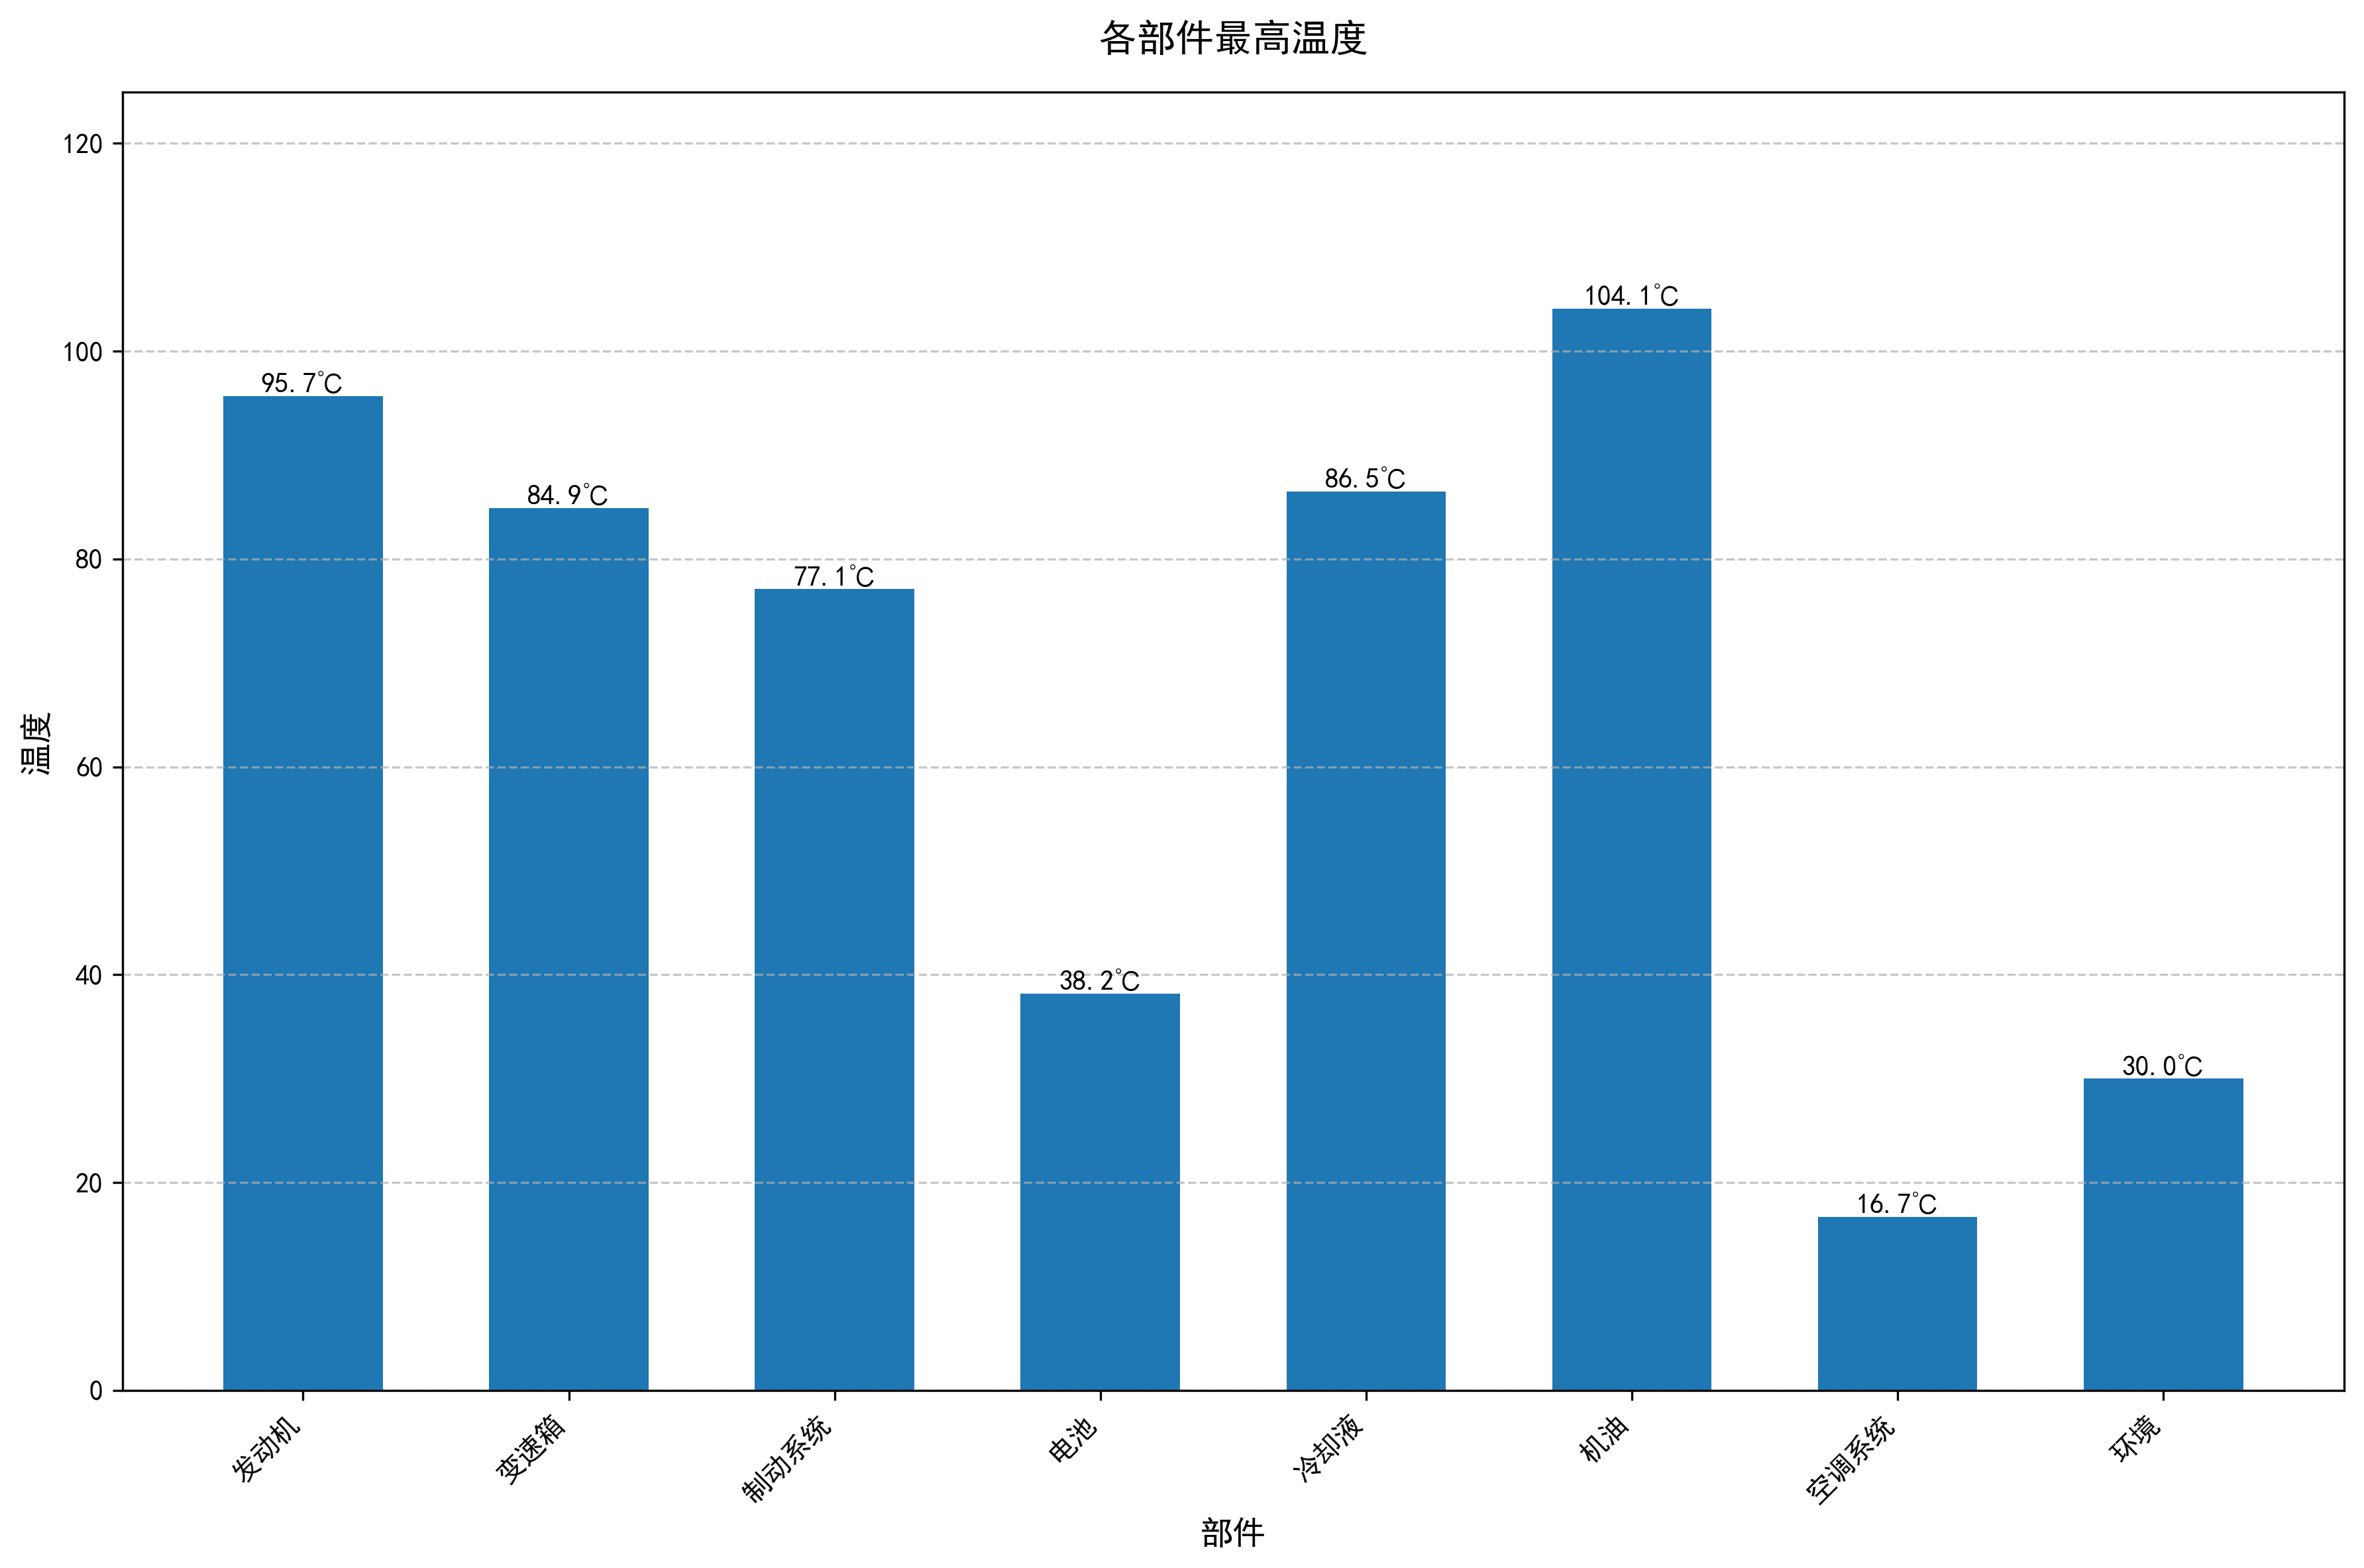 各部件最高温度
温度
120
100
80
60
40
20
0
95.7℃
84.9℃
77.1℃
38.2℃
86.5℃
104.1℃
16.7℃
30.0℃
发动机
变速箱
制动系统
电池
冷却液
机油
空调系统
环境
部件